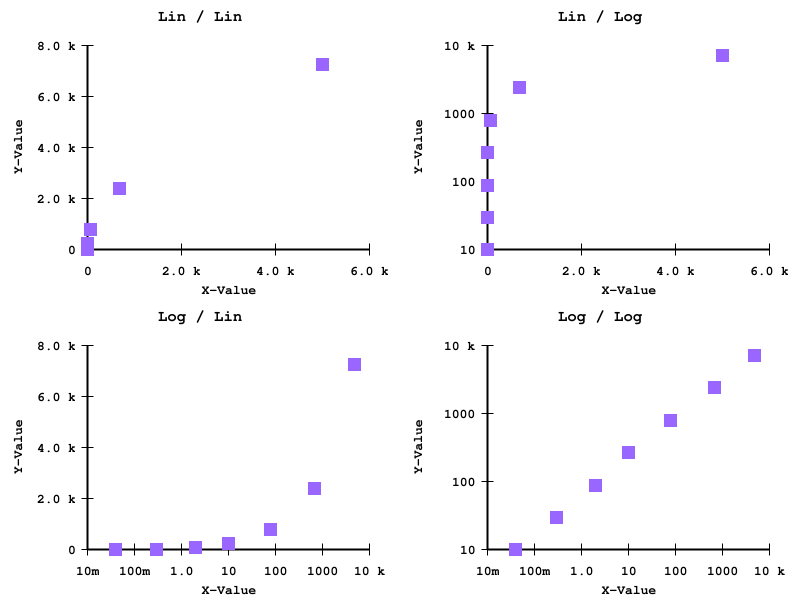 Lin / Lin
8.0 k
6.0 k
4.0 k
2.0 k
0
Y-Value
0 2.0 k 4.0 k 6.0 k
X-Value
Lin / Log
10 k
1000
100
10
Y-Value
0 2.0 k 4.0 k 6.0 k
X-Value
Log / Lin
8.0 k
6.0 k
4.0 k
2.0 k
0
Y-Value
10m 100m 1.0 10 100 1000 10 k
X-Value
Log / Log
10 k
1000
100
10
Y-Value
10m 100m 1.0 10 100 1000 10 k
X-Value